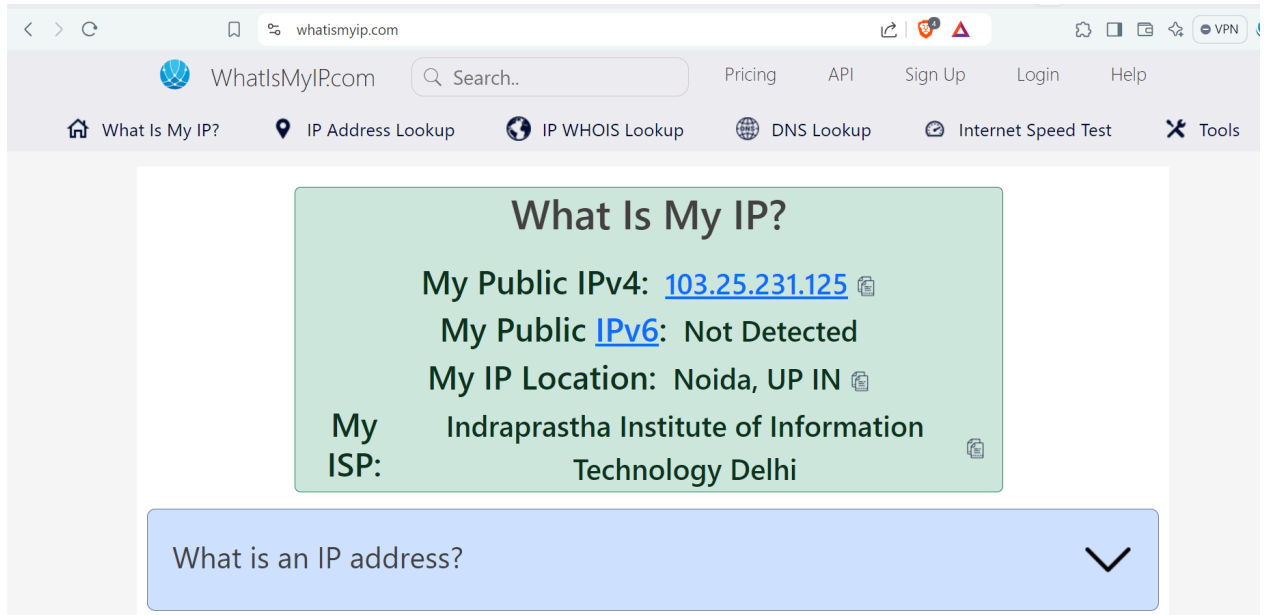 whatismyip.com
4
VPN
WhatIsMyIP.com
Search..
Pricing
API
Sign Up
Login
Help
What Is My IP?
IP Address Lookup
IP WHOIS Lookup
DNS
DNS Lookup
Internet Speed Test
Tools
What Is My IP?
My Public IPv4: 103.25.231.125
My Public IPv6: Not Detected
My IP Location: Noida, UP IN
My ISP: Indraprastha Institute of Information
Technology Delhi
What is an IP address?